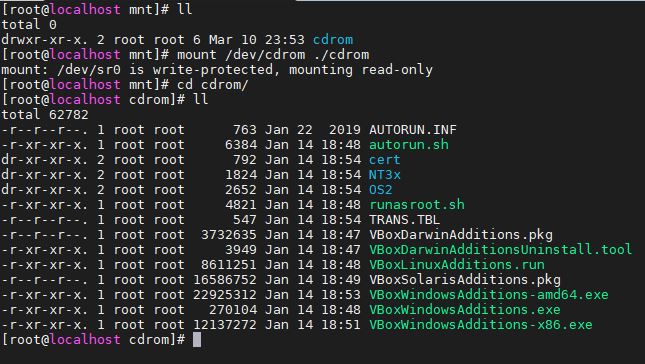 [root@localhost mnt]# ll
total 0
drwxr-xr-x. 2 root root 6 Mar 10 23:53 cdrom
[root@localhost mnt]# mount /dev/cdrom ./cdrom
mount: /dev/sr0 is write-protected, mounting read-only
[root@localhost mnt]# cd cdrom/
[root@localhost cdrom]# ll
total 62782
-r--r--r--. 1 root root      763 Jan 22  2019 AUTORUN.INF
-r-xr-xr-x. 1 root root     6384 Jan 14 18:48 autorun.sh
dr-xr-xr-x. 2 root root      792 Jan 14 18:54 cert
dr-xr-xr-x. 2 root root     1824 Jan 14 18:54 NT3x
dr-xr-xr-x. 2 root root     2652 Jan 14 18:54 OS2
-r-xr-xr-x. 1 root root     4821 Jan 14 18:48 runasroot.sh
-r--r--r--. 1 root root      547 Jan 14 18:54 TRANS.TBL
-r--r--r--. 1 root root  3732635 Jan 14 18:47 VBoxDarwinAdditions.pkg
-r-xr-xr-x. 1 root root     3949 Jan 14 18:47 VBoxDarwinAdditionsUninstall.tool
-r-xr-xr-x. 1 root root  8611251 Jan 14 18:48 VBoxLinuxAdditions.run
-r--r--r--. 1 root root 16586752 Jan 14 18:49 VBoxSolarisAdditions.pkg
-r-xr-xr-x. 1 root root 22925312 Jan 14 18:53 VBoxWindowsAdditions-amd64.exe
-r-xr-xr-x. 1 root root   270104 Jan 14 18:48 VBoxWindowsAdditions.exe
-r-xr-xr-x. 1 root root 12137272 Jan 14 18:51 VBoxWindowsAdditions-x86.exe
[root@localhost cdrom]#